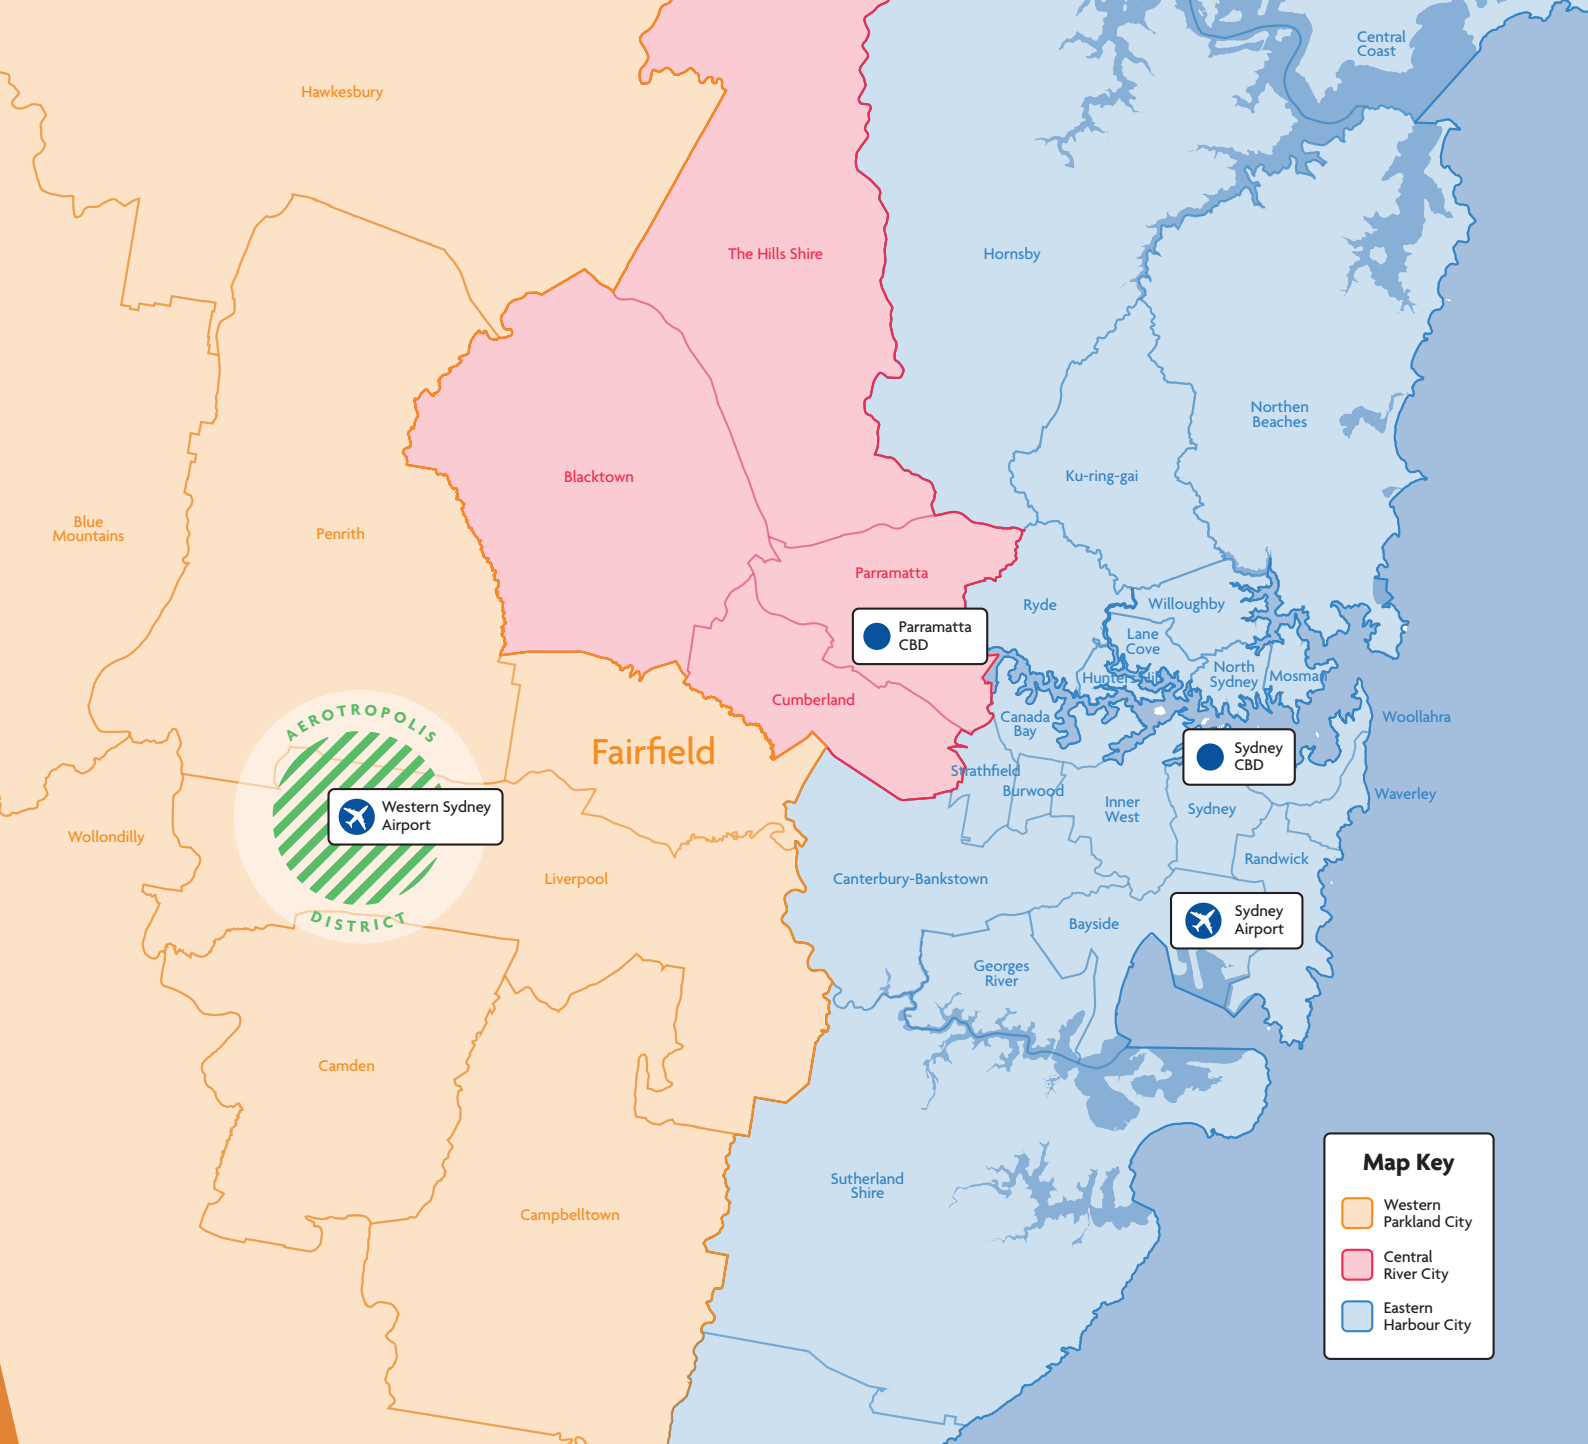 Central
Coast
Hawkesbury
The Hills Shire
Hornsby
Northen
Beaches
Blacktown
Ku-ring-gai
Blue
Mountains
Penrith
Parramatta
Ryde
Willoughby
Parramatta
CBD
Lane
Cove
North
Sydney
Mosman
Hunters Hill
Cumberland
Canada
Bay
Woollahra
AEROTROPOLIS
Fairfield
Sydney
CBD
Strathfield
Burwood
Waverley
Western Sydney
Airport
Inner
West
Sydney
Wollondilly
Randwick
Liverpool
Canterbury-Bankstown
DISTRICT
Bayside
Sydney
Airport
Georges
River
Camden
Sutherland
Shire
Campbelltown
Map Key
Western
Parkland City
Central
River City
Eastern
Harbour City